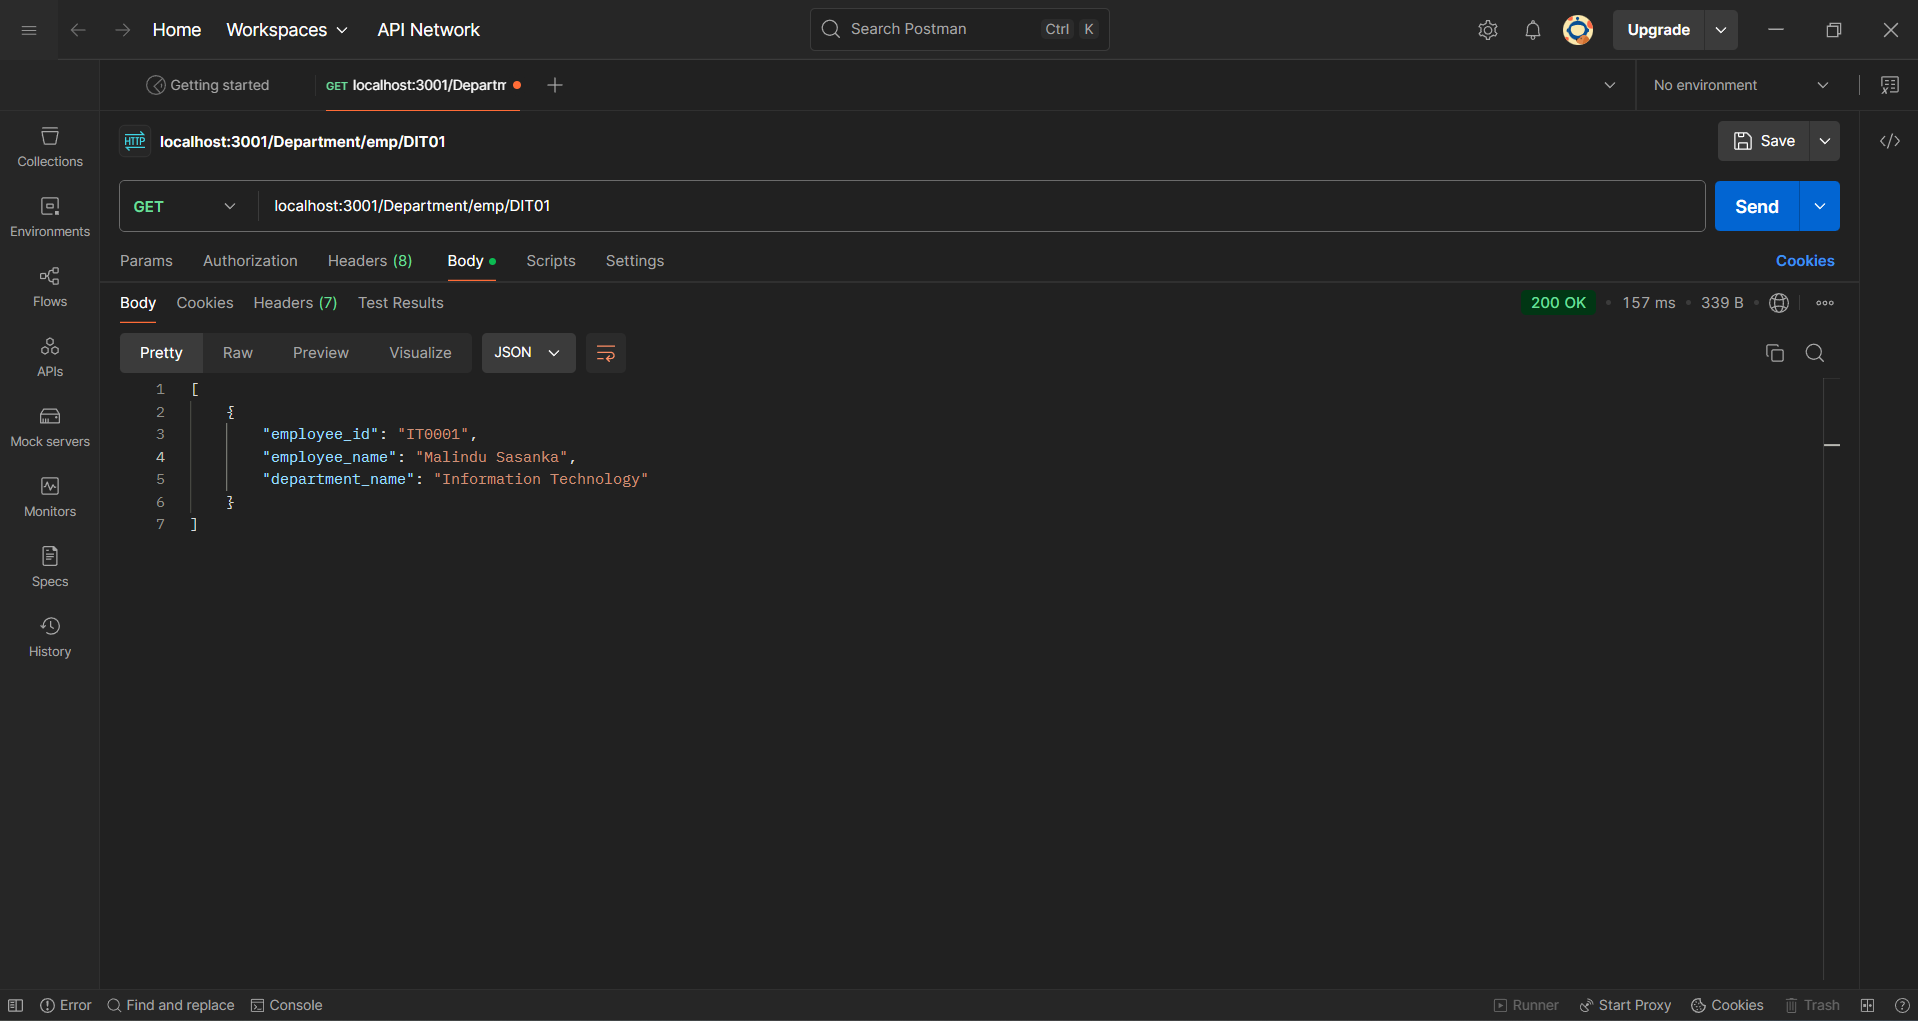 Home Workspaces API Network Search Postman Ctrl K Upgrade
Getting started GET localhost:3001/Departm No environment
HTTP localhost:3001/Department/emp/DIT01 Save
GET localhost:3001/Department/emp/DIT01 Send
Params Authorization Headers (8) Body Scripts Settings Cookies
Body Cookies Headers (7) Test Results 200 OK • 157 ms • 339 B
Pretty Raw Preview Visualize JSON
1 [
2 {
3 "employee_id": "IT0001",
4 "employee_name": "Malindu Sasanka",
5 "department_name": "Information Technology"
6 }
7 ]
Collections
Environments
Flows
APIs
Mock servers
Monitors
Specs
History
Error Find and replace Console Runner Start Proxy Cookies Trash